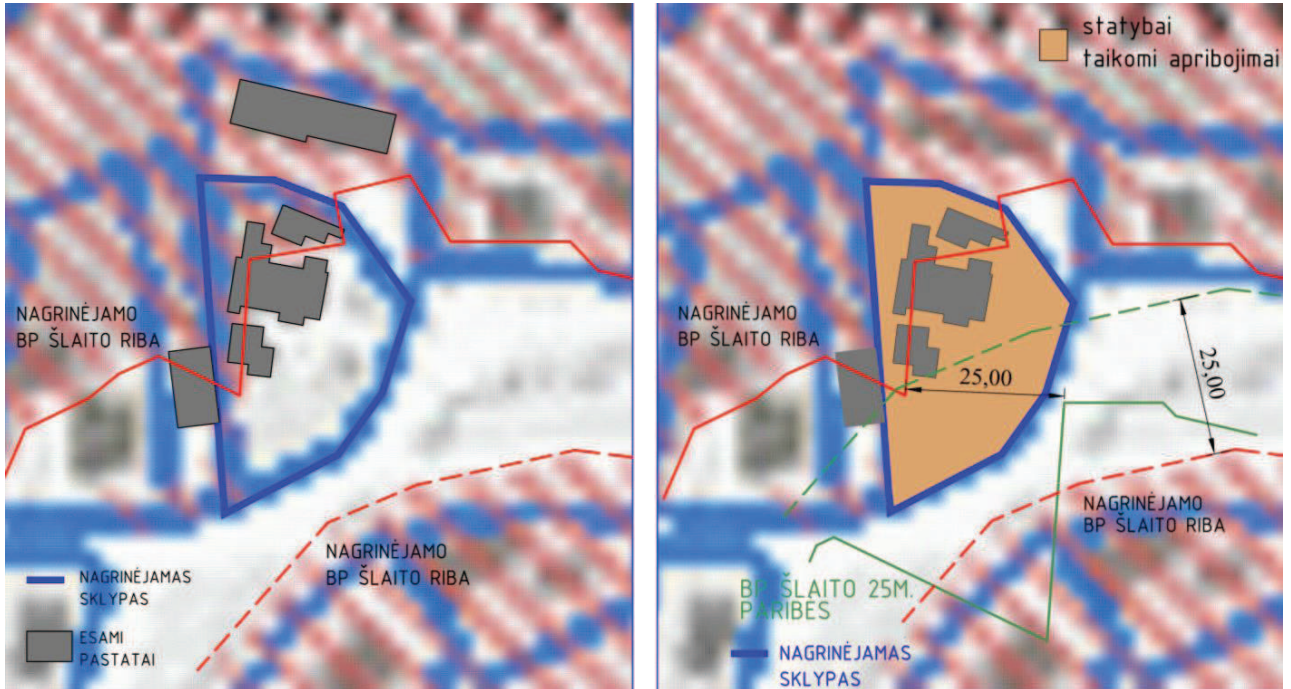 NAGRINĖJAMO
BP ŠLAITO RIBA
NAGRINĖJAMO
BP ŠLAITO RIBA
NAGRINĖJAMAS
SKLYPAS
ESAMI
PASTATAI
statybai
taikomi apribojimai
NAGRINĖJAMO
BP ŠLAITO RIBA
25,00
25,00
NAGRINĖJAMO
BP ŠLAITO RIBA
BP ŠLAITO 25M.
PARIBĖS
NAGRINĖJAMAS
SKLYPAS